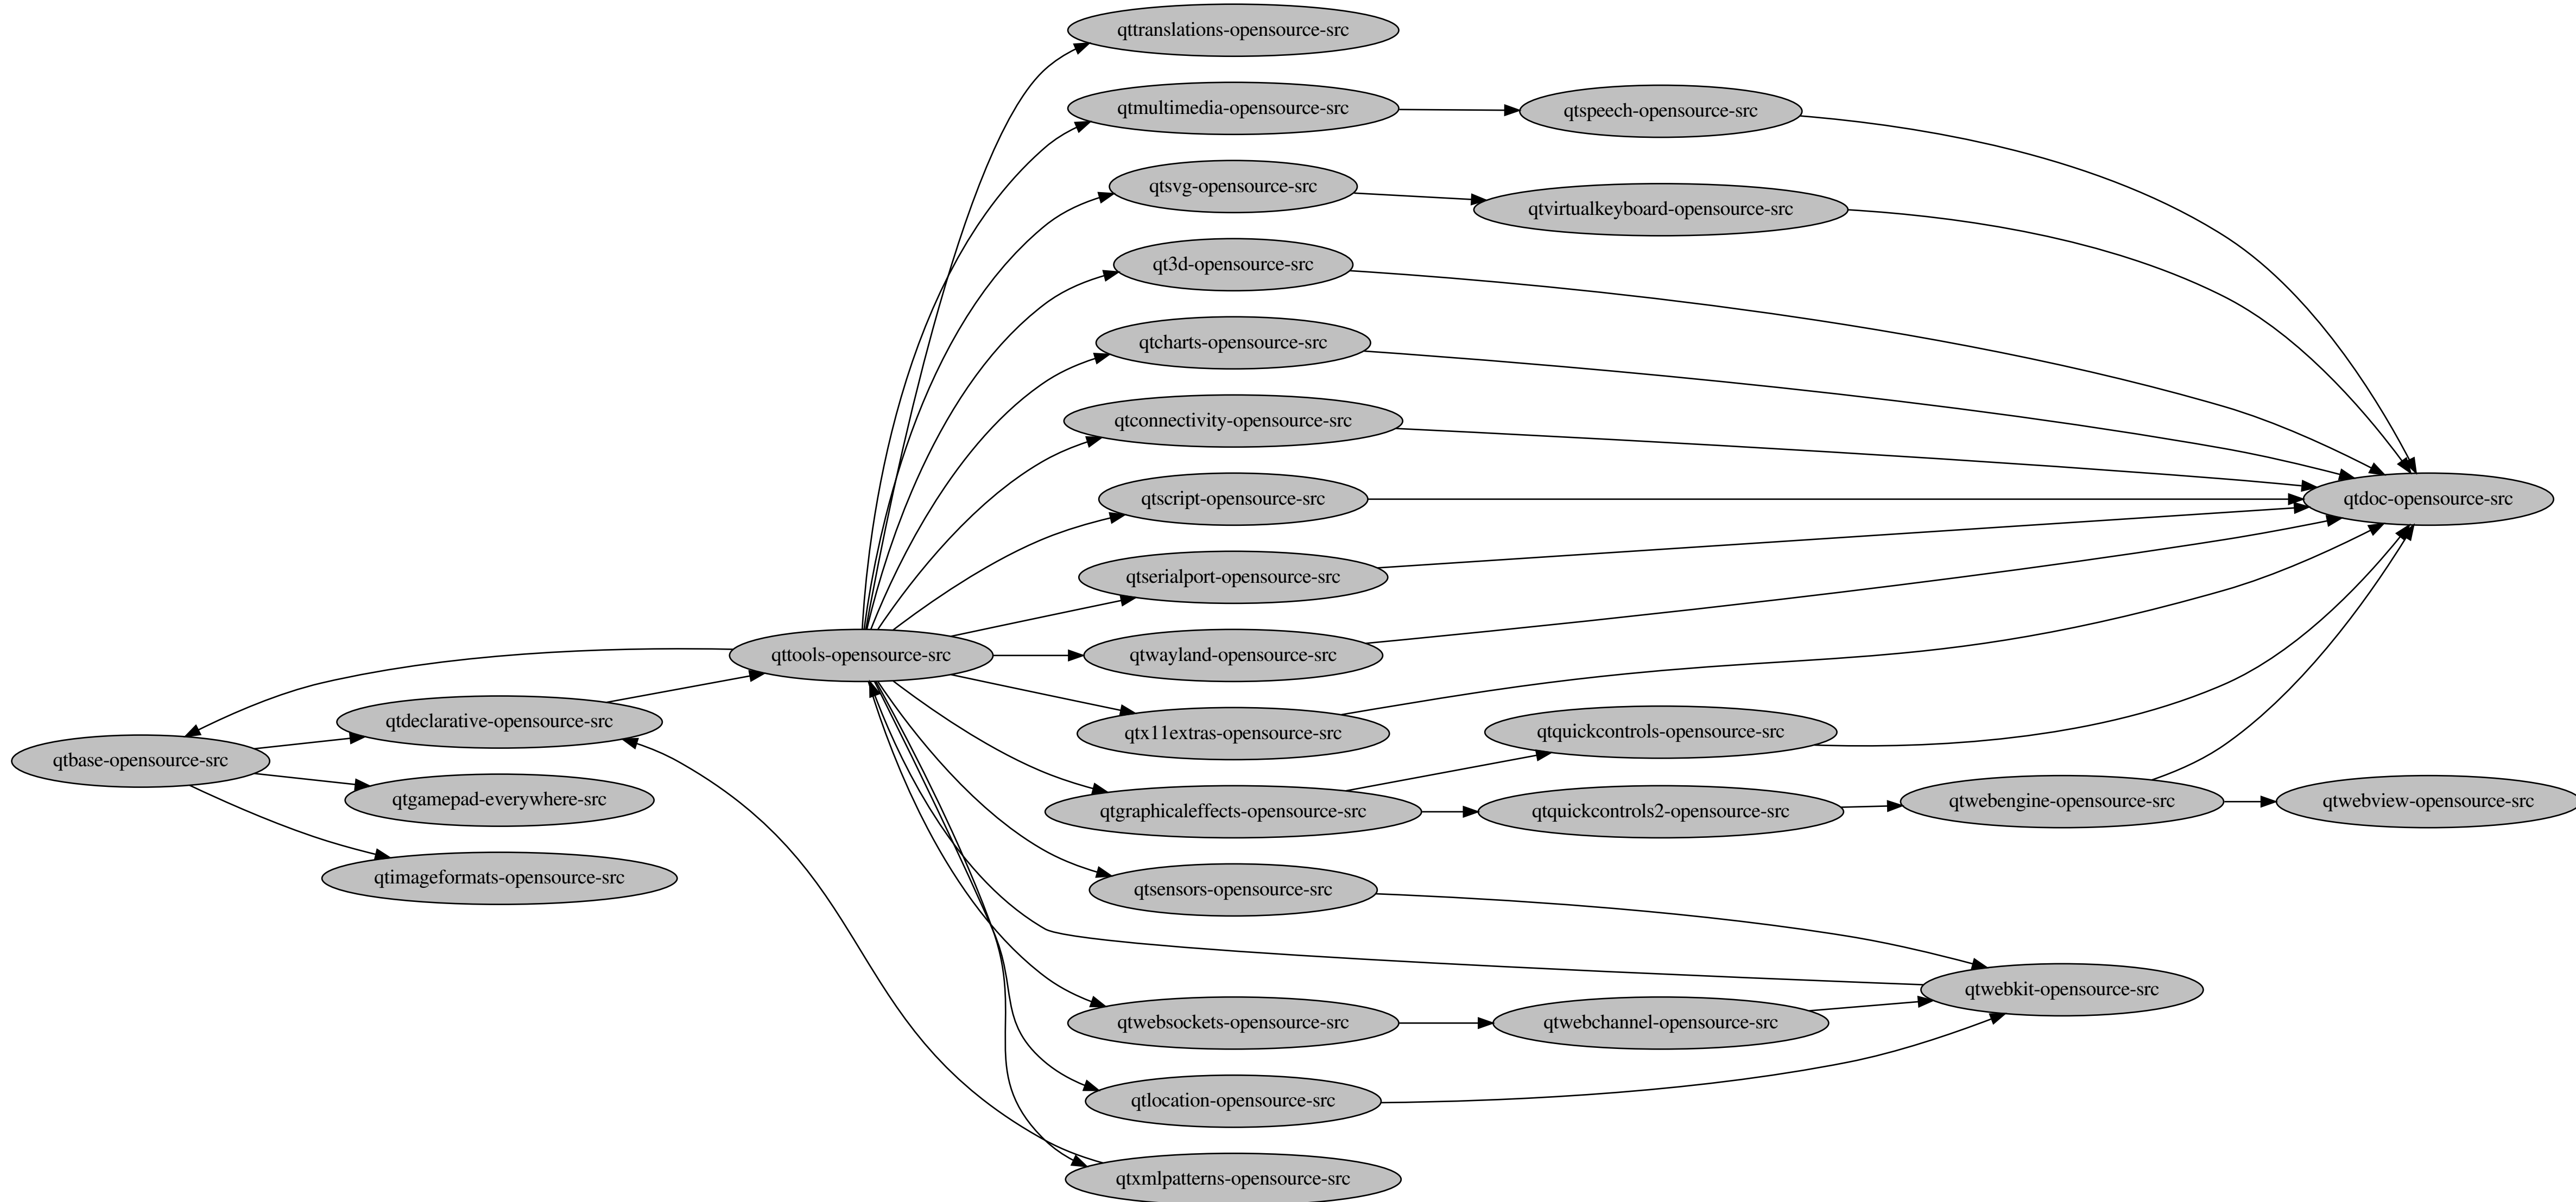 qttranslations-opensource-src
qtmultimedia-opensource-src
qtspeech-opensource-src
qtsvg-opensource-src
qtvirtualkeyboard-opensource-src
qt3d-opensource-src
qtcharts-opensource-src
qtconnectivity-opensource-src
qtscript-opensource-src
qtdoc-opensource-src
qtserialport-opensource-src
qttools-opensource-src
qtwayland-opensource-src
qtdeclarative-opensource-src
qtx11extras-opensource-src
qtquickcontrols-opensource-src
qtbase-opensource-src
qtgamepad-everywhere-src
qtgraphicaleffects-opensource-src
qtquickcontrols2-opensource-src
qtwebengine-opensource-src
qtwebview-opensource-src
qtimageformats-opensource-src
qtsensors-opensource-src
qtwebkit-opensource-src
qtwebsockets-opensource-src
qtwebchannel-opensource-src
qtlocation-opensource-src
qtxmlpatterns-opensource-src